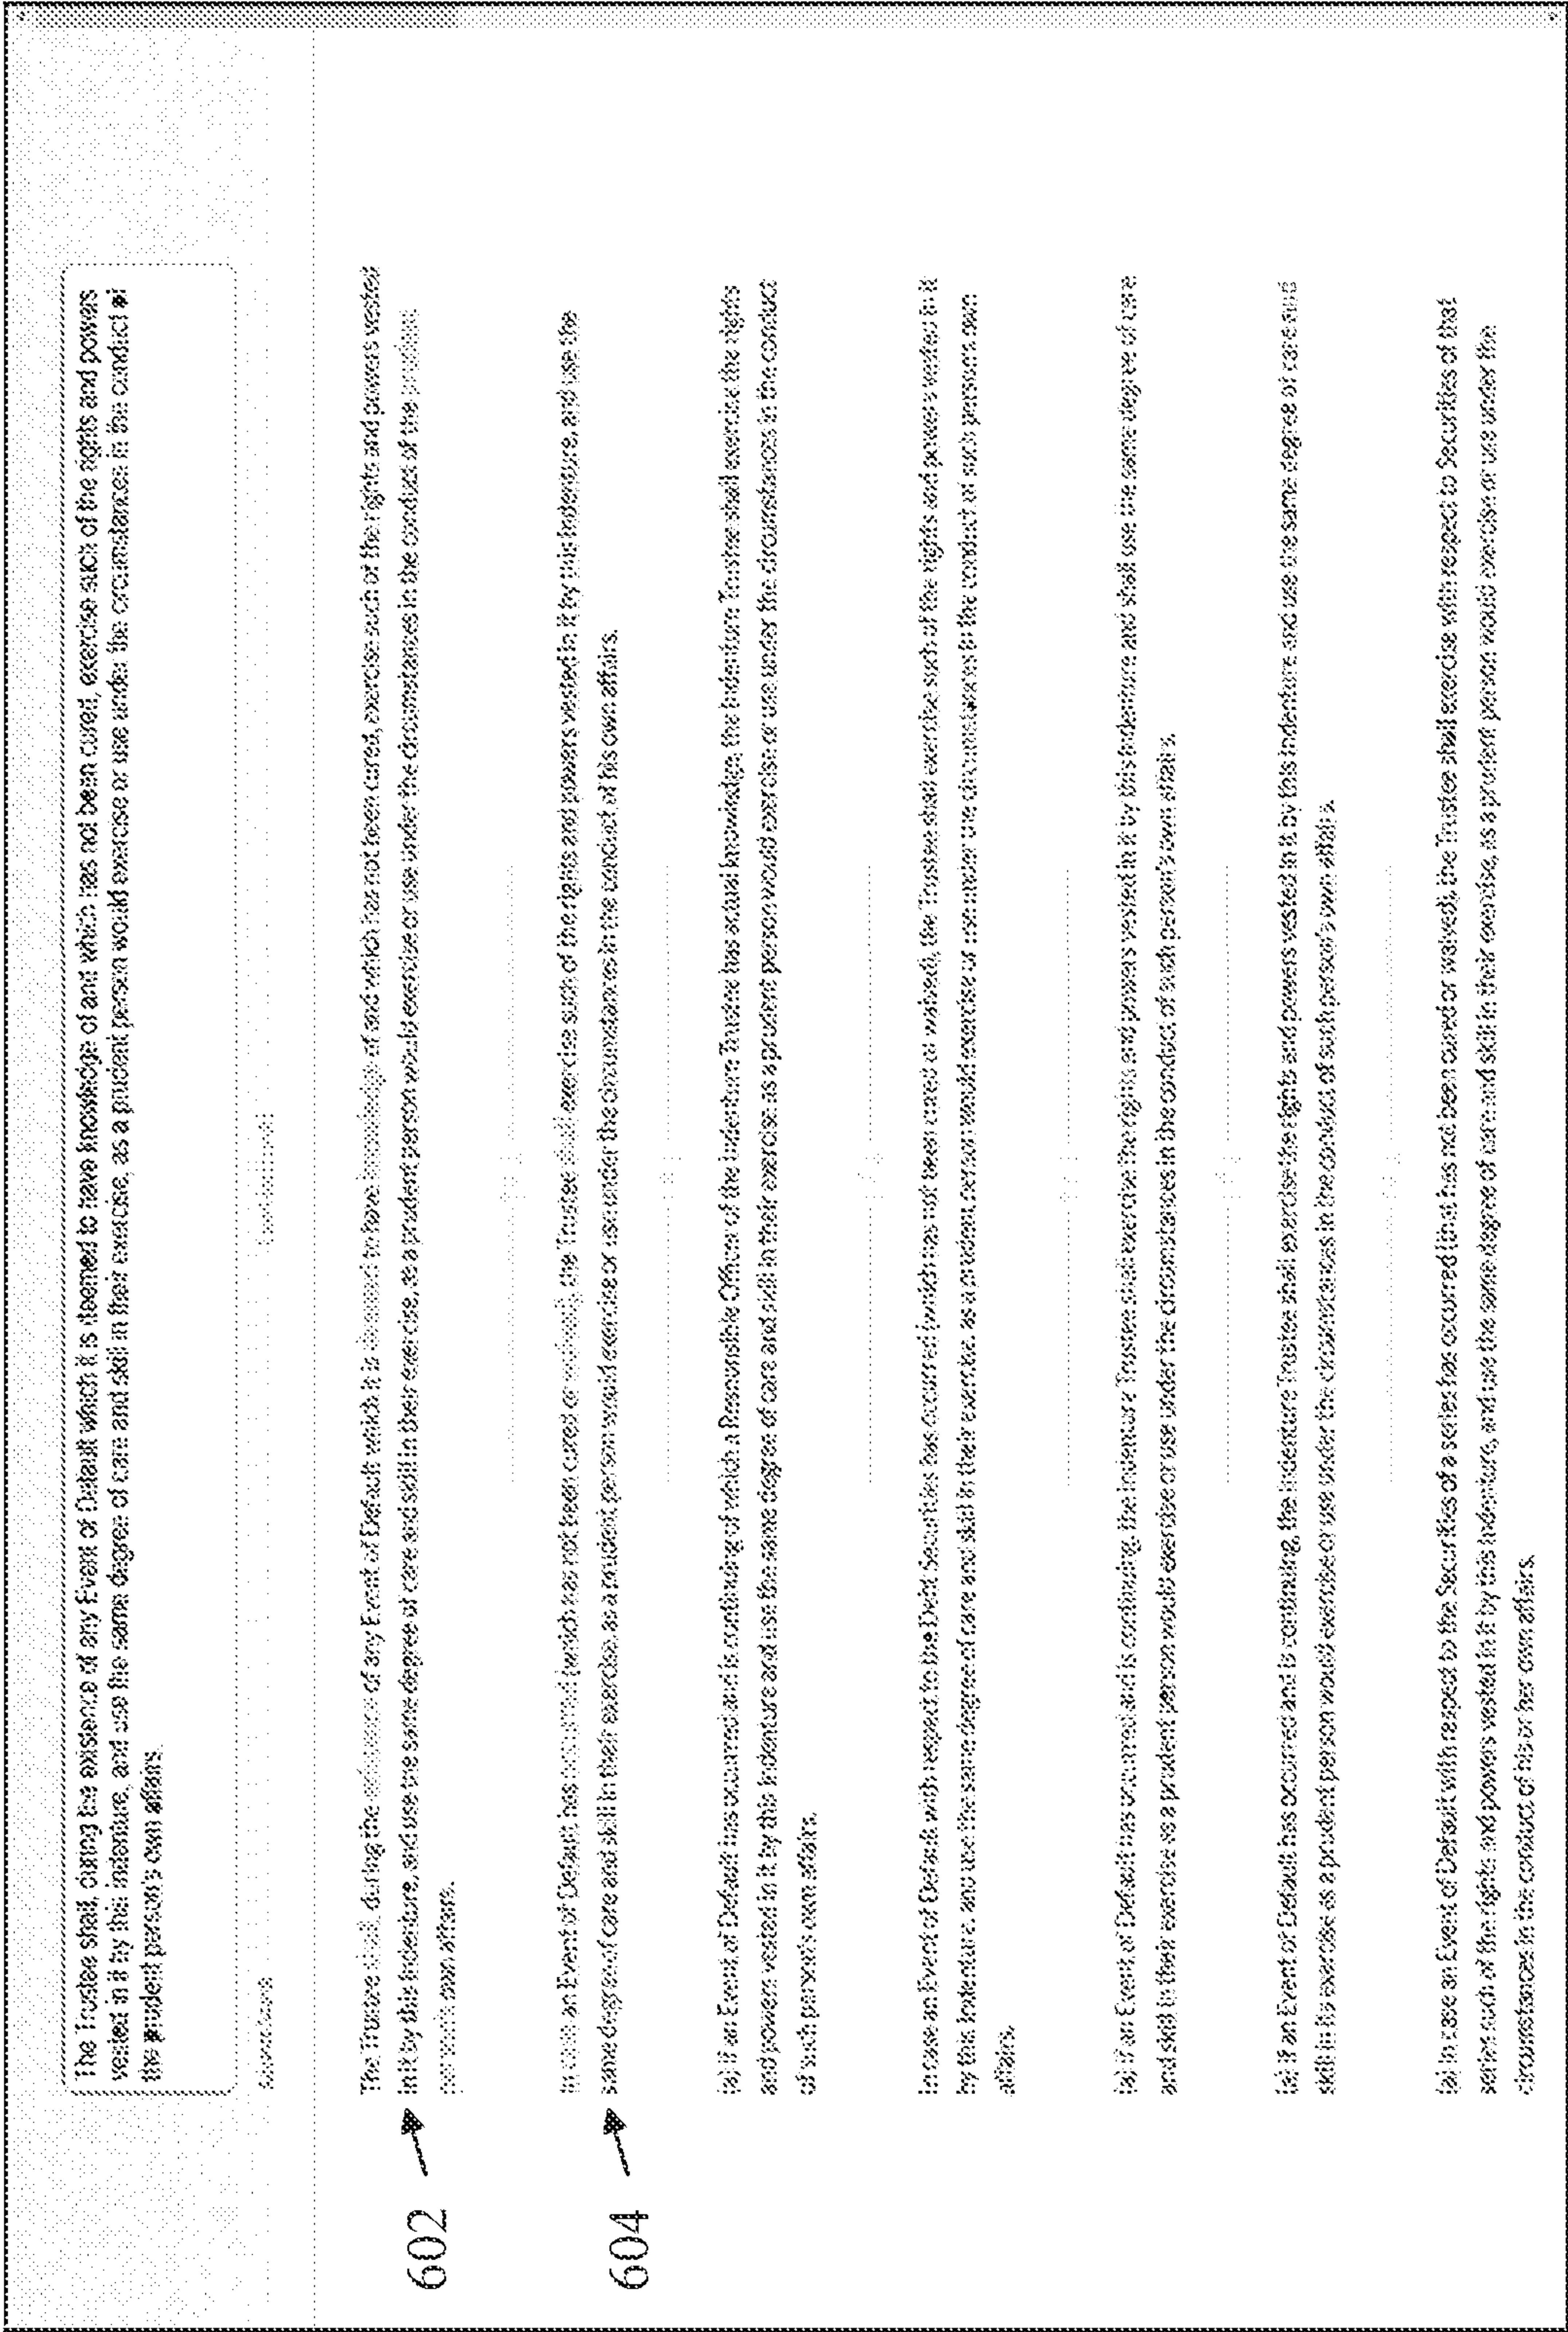 The Trustee shall, during the existence of any Event of Default which it is deemed to have knowledge of and which has not been cured, exercise such of the rights and powers
vested in it by this indenture, and use the same degree of care and skill in their exercise, as a prudent person would exercise or use under the circumstances in the conduct of
the prudent person's own affairs.
602
The Trustee shall, during the existence of any Event of Default which it is deemed to have knowledge of and which has not been cured, exercise such of the rights and powers vested
in it by this Indenture, and use the same degree of care and skill in their exercise, as a prudent person would exercise or use under the circumstances in the conduct of the prudent
person's own affairs.
604
In case an Event of Default has occurred (which has not been cured or waived), the Trustee shall exercise such of the rights and powers vested in it by this Indenture, and use the
same degree of care and skill in their exercise, as a prudent person would exercise or use under the circumstances in the conduct of his own affairs.
(a) If an Event of Default has occurred and is continuing of which a Responsible Officer of the Indenture Trustee has actual knowledge, the Indenture Trustee shall exercise the rights
and powers vested in it by this Indenture and use the same degree of care and skill in their exercise as a prudent person would exercise or use under the circumstances in the conduct
of such person's own affairs.
In case an Event of Default with respect to the Debt Securities has occurred (which has not been cured or waived), the Trustee shall exercise such of the rights and powers vested in it
by this Indenture, and use the same degree of care and skill in their exercise, as a prudent person would exercise or use under the circumstances in the conduct of such person's own
affairs.
(a) If an Event of Default has occurred and is continuing, the Indenture Trustee shall exercise the rights and powers vested in it by this Indenture and shall use the same degree of care
and skill in their exercise as a prudent person would exercise or use under the circumstances in the conduct of such person's own affairs.
(a) If an Event of Default has occurred and is continuing, the Indenture Trustee shall exercise the rights and powers vested in it by this Indenture and use the same degree of care and
skill in its exercise as a prudent person would exercise or use under the circumstances in the conduct of such person's own affairs.
(a) In case an Event of Default with respect to the Securities of a series has occurred (that has not been cured or waived), the Trustee shall exercise with respect to Securities of that
series such of the rights and powers vested in it by this Indenture, and use the same degree of care and skill in their exercise, as a prudent person would exercise or use under the
circumstances in the conduct of his or her own affairs.